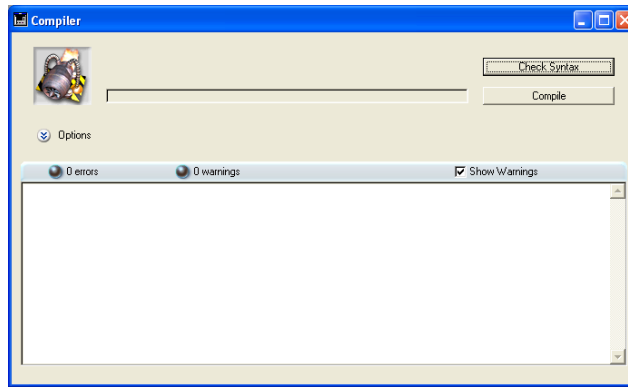 Compiler
Check Syntax
Compile
Options
0 errors 0 warnings Show Warnings